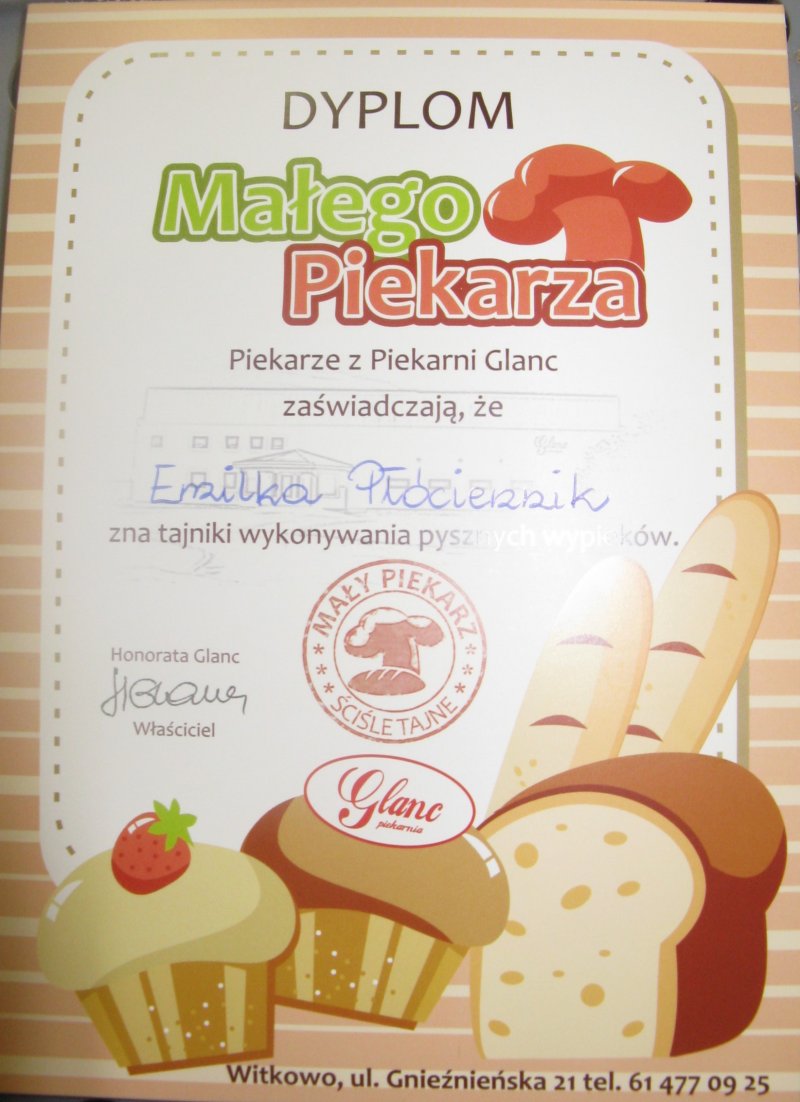 DYPLOM
Małego
Piekarza
Piekarze z Piekarni Glanc
zaświadczają, że
Emilka Płóciennik
zna tajniki wykonywania pysznych wypieków.
MAŁY PIEKARZ
ŚCIŚLE TAJNE
Honorata Glanc
Właściciel
Glanc
piekarnia
Witkowo, ul. Gnieźnieńska 21 tel. 61 477 09 25